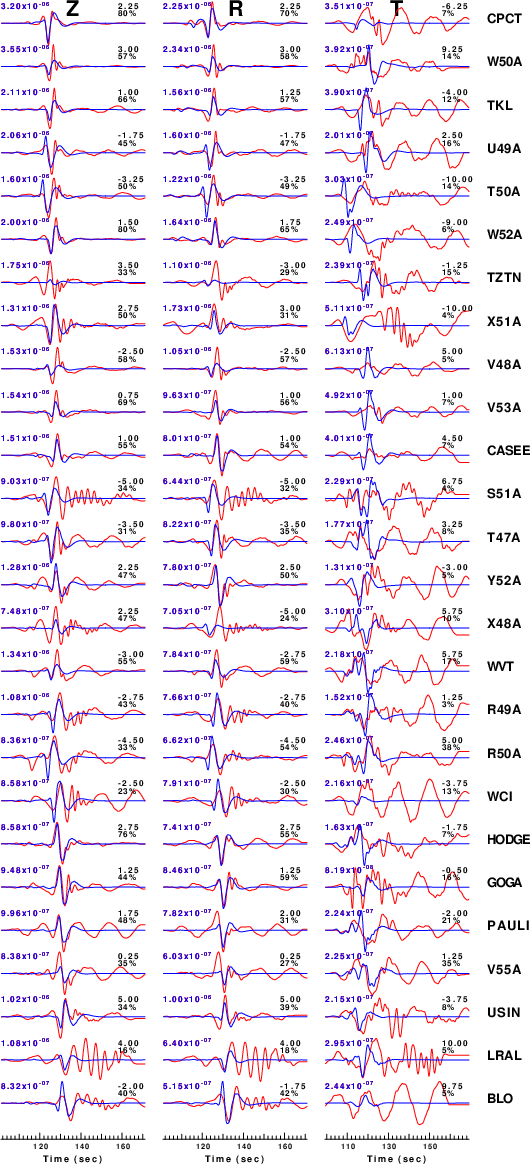 Z R T
3.20x10-06 2.25 2.25x10-06 2.25 3.51x10-07 -6.25
80% 70% 7% CPCT
3.55x10-06 3.00 2.34x10-06 3.00 3.92x10-07 9.25
57% 58% 14% W50A
2.11x10-06 1.00 1.56x10-06 1.25 3.90x10-07 -4.00
66% 57% 12% TKL
2.06x10-06 -1.75 1.60x10-06 -1.75 2.01x10-07 2.50
45% 47% 16% U49A
1.60x10-06 -3.25 1.22x10-06 -3.25 3.03x10-07 -10.00
50% 49% 14% T50A
2.00x10-06 1.50 1.64x10-06 1.75 2.49x10-07 -9.00
80% 65% 6% W52A
1.75x10-06 3.50 1.10x10-06 -3.00 2.39x10-07 -1.25
33% 29% 15% TZTN
1.31x10-06 2.75 1.73x10-06 3.00 5.11x10-07 -10.00
50% 31% 4% X51A
1.53x10-06 -2.50 1.05x10-06 -2.50 6.13x10-07 5.00
58% 57% 5% V48A
1.54x10-06 0.75 9.63x10-07 1.00 4.92x10-07 1.00
69% 56% 7% V53A
1.51x10-06 1.00 8.01x10-07 1.00 4.01x10-07 4.50
55% 54% 7% CASEE
9.03x10-07 -5.00 6.44x10-07 -5.00 2.29x10-07 6.75
34% 32% 4% S51A
9.80x10-07 -3.50 8.22x10-07 -3.50 1.77x10-07 3.25
31% 35% 8% T47A
1.28x10-06 2.25 7.80x10-07 2.50 1.31x10-07 -3.00
47% 50% 5% Y52A
7.48x10-07 2.25 7.05x10-07 -5.00 3.10x10-07 5.75
47% 24% 10% X48A
1.34x10-06 -3.00 7.84x10-07 -2.75 2.18x10-07 5.75
55% 59% 17% WVT
1.08x10-06 -2.75 7.66x10-07 -2.75 1.52x10-07 1.25
43% 40% 3% R49A
8.36x10-07 -4.50 6.62x10-07 -4.50 2.46x10-07 5.00
33% 54% 38% R50A
8.58x10-07 -2.50 7.91x10-07 -2.50 2.16x10-07 -3.75
23% 30% 13% WCI
8.58x10-07 2.75 7.41x10-07 2.75 1.63x10-07 -1.75
76% 55% 7% HODGE
9.48x10-07 1.25 8.46x10-07 1.25 8.19x10-08 -0.50
44% 59% 16% GOGA
9.96x10-07 1.75 7.82x10-07 2.00 2.24x10-07 -2.00
48% 31% 21% PAULI
8.38x10-07 0.25 6.03x10-07 0.25 2.25x10-07 1.25
35% 27% 35% V55A
1.02x10-06 5.00 1.00x10-06 5.00 2.15x10-07 -3.75
34% 39% 8% USIN
1.08x10-06 4.00 6.40x10-07 4.00 2.95x10-07 10.00
16% 18% 6% LRAL
8.32x10-07 -2.00 5.15x10-07 -1.75 2.44x10-07 9.75
40% 42% 5% BLO
120 140 160 120 140 160 110 130 150
Time (sec) Time (sec) Time (sec)